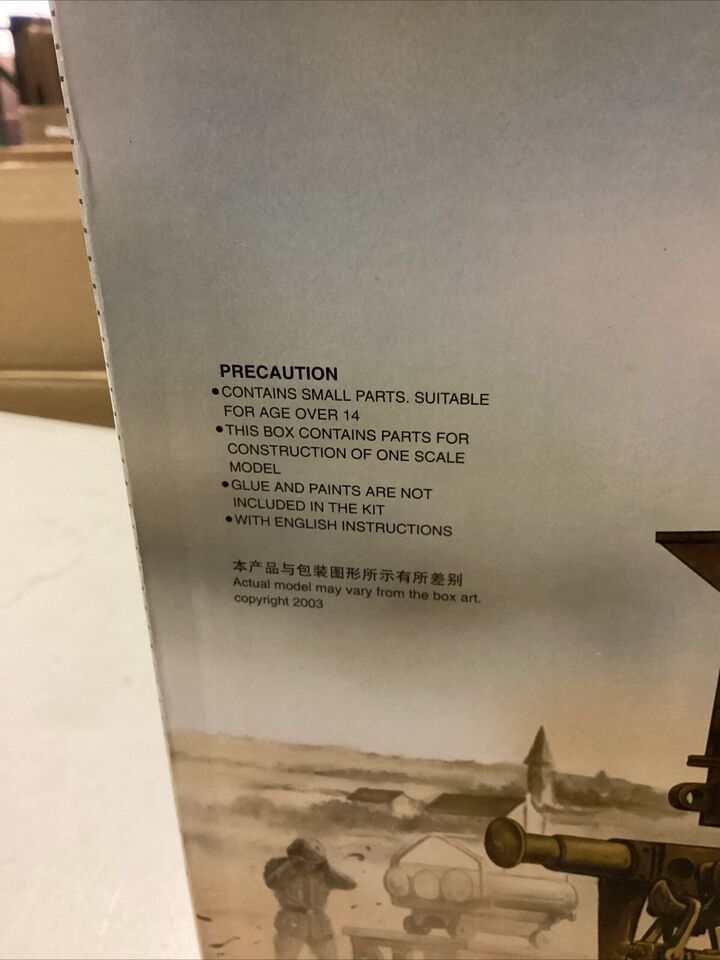 PRECAUTION
●CONTAINS SMALL PARTS. SUITABLE
FOR AGE OVER 14
●THIS BOX CONTAINS PARTS FOR
CONSTRUCTION OF ONE SCALE
MODEL
●GLUE AND PAINTS ARE NOT
INCLUDED IN THE KIT
●WITH ENGLISH INSTRUCTIONS
本产品与包装图形所示有所差别
Actual model may vary from the box art.
copyright 2003